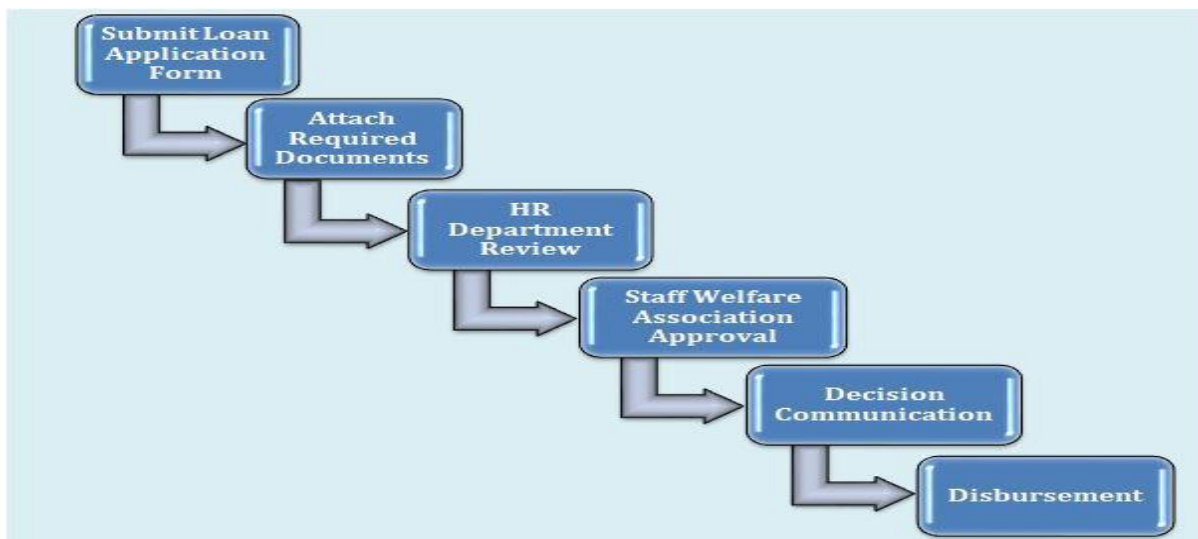 Submit Loan
Application
Form
Attach
Required
Documents
HR
Department
Review
Staff Welfare
Association
Approval
Decision
Communication
Disbursement